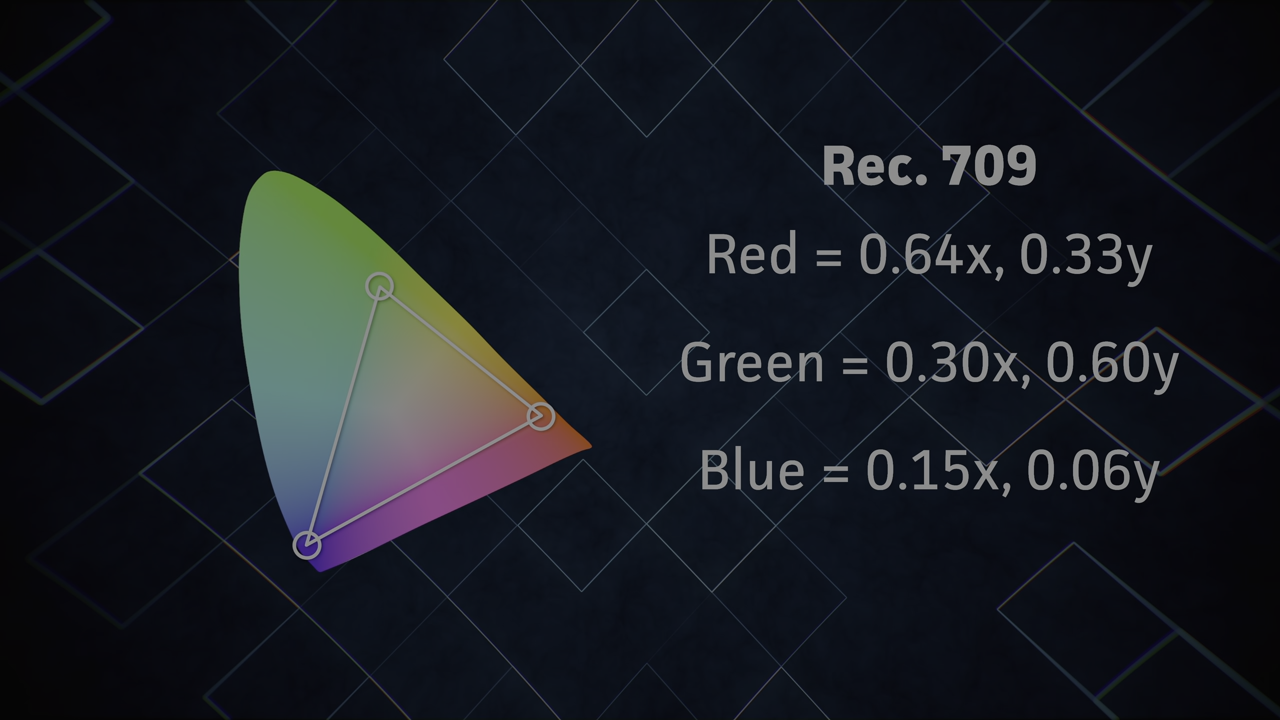 Rec. 709
Red = 0.64x, 0.33y
Green = 0.30x, 0.60y
Blue = 0.15x, 0.06y